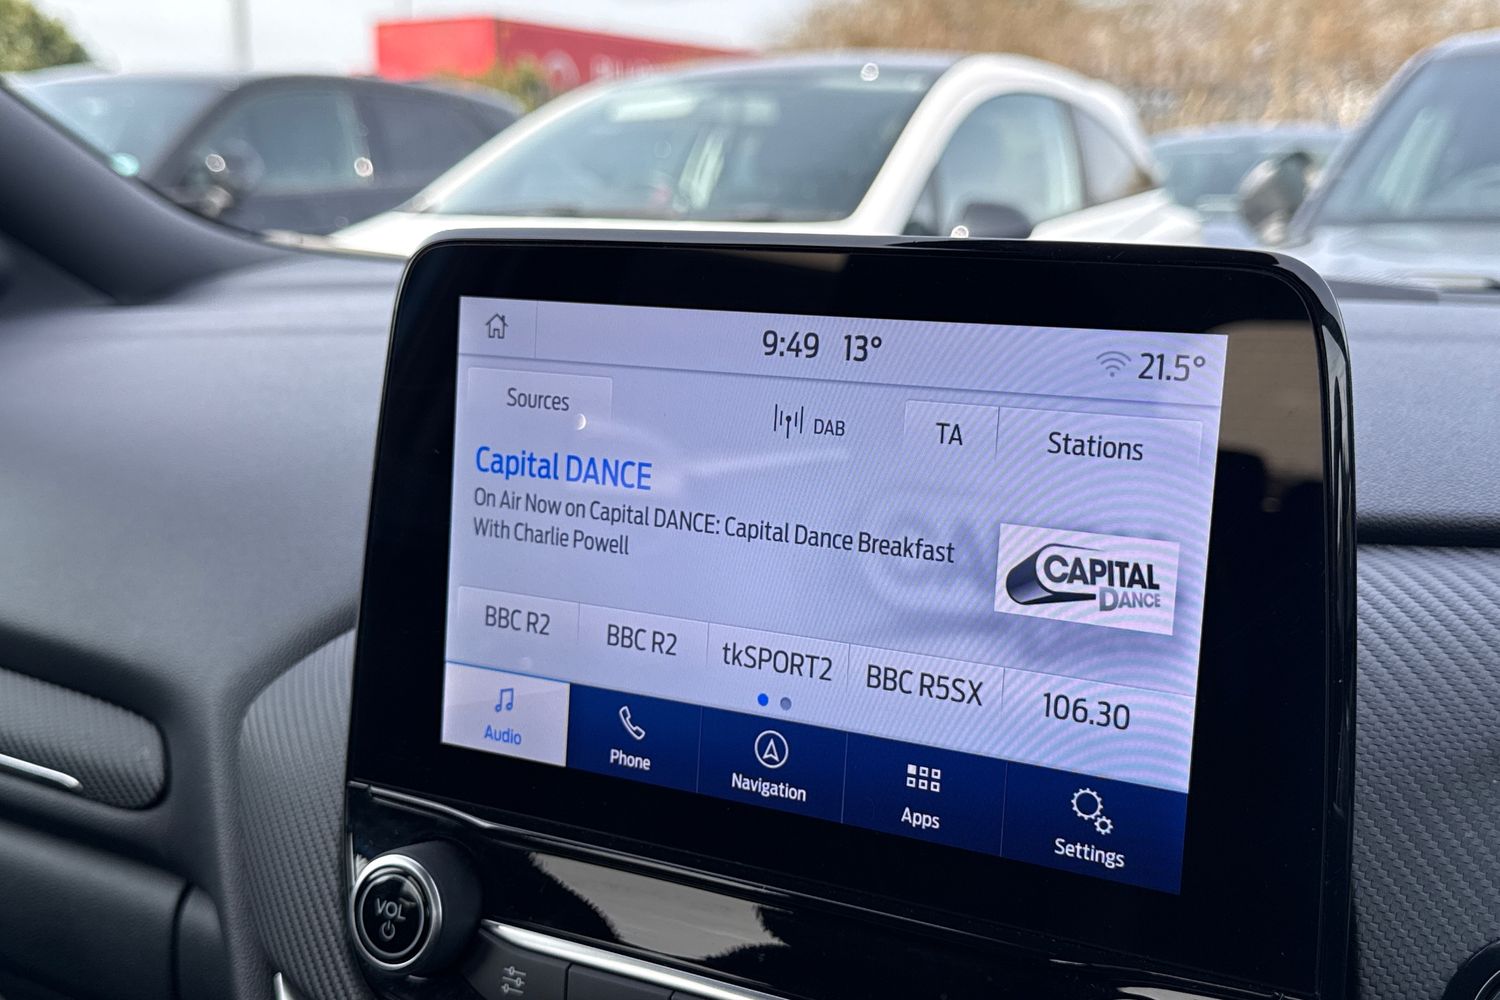 9:49 13° 21.5°
Sources DAB TA Stations
Capital DANCE
On Air Now on Capital DANCE: Capital Dance Breakfast
With Charlie Powell
CAPITAL
DANCE
BBC R2 BBC R2 tkSPORT2 BBC R5SX 106.30
Audio Phone Navigation Apps Settings
VOL